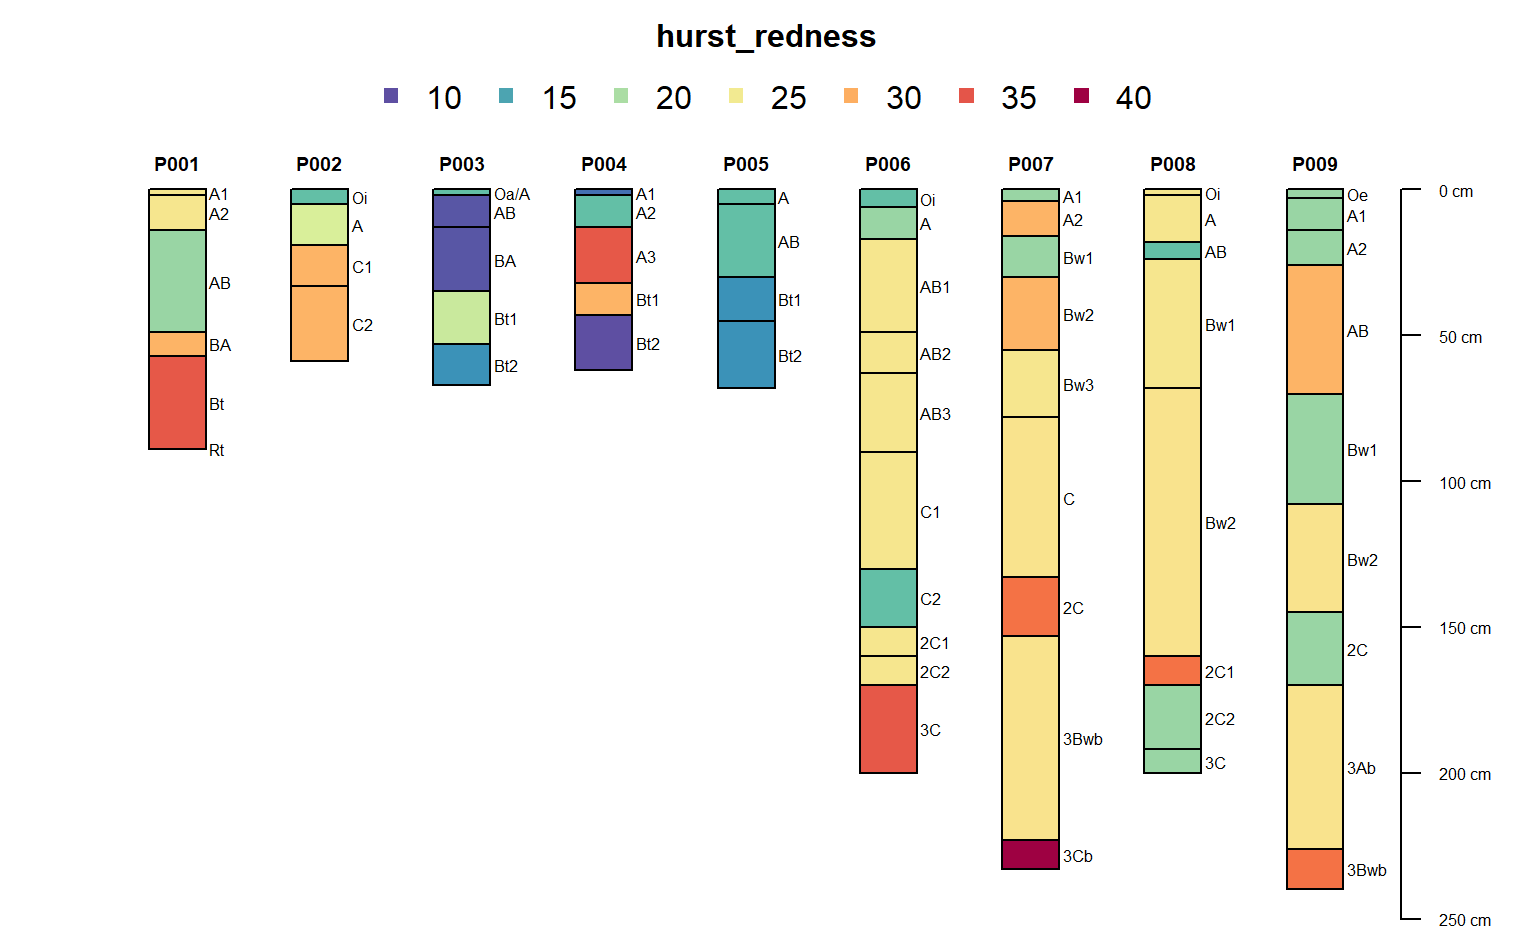 hurst_redness
10 15 20 25 30 35 40
P001 P002 P003 P004 P005 P006 P007 P008 P009
A1
A2
AB
BA
Bt
Rt
Oi
A
C1
C2
Oa/A
AB
BA
Bt1
Bt2
A1
A2
A3
Bt1
Bt2
A
AB
Bt1
Bt2
Oi
A
AB1
AB2
AB3
C1
C2
2C1
2C2
3C
A1
A2
Bw1
Bw2
Bw3
C
2C
3Bwb
3Cb
Oi
A
AB
Bw1
Bw2
2C1
2C2
3C
Oe
A1
A2
AB
Bw1
Bw2
2C
3Ab
3Bwb
0 cm
50 cm
100 cm
150 cm
200 cm
250 cm